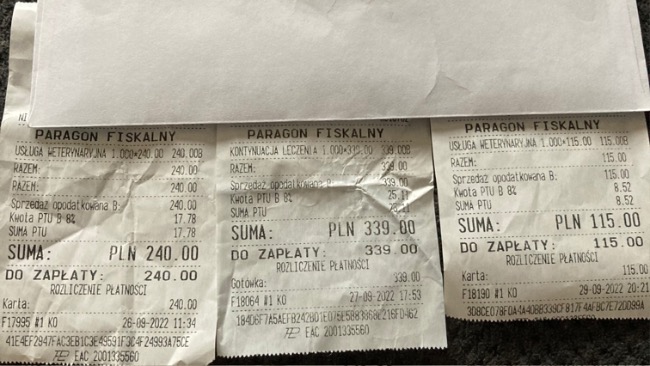 PARAGON FISKALNY
USŁUGA WETERYNARYJNA 1.000*240.00 240.00B
RAZEM: 240.00
RAZEM: 240.00
Sprzedaż opodatkowana B: 240.00
Kwota PTU B 8% 17.78
SUMA PTU 17.78
SUMA: PLN 240.00
DO ZAPŁATY: 240.00
ROZLICZENIE PŁATNOŚCI
Karta: 240.00
F17995 #1 KO 26-09-2022 11:34
EAC 2001335560
PARAGON FISKALNY
KONTYNUACJA LECZENIA 339.00B
RAZEM: 339.00
Sprzedaż opodatkowana B: 339.00
Kwota PTU B 8%
SUMA PTU
SUMA: PLN 339.00
DO ZAPŁATY: 339.00
ROZLICZENIE PŁATNOŚCI
Gotówka: 339.00
F18064 #1 KO 27-09-2022 17:59
EAC 2001335560
PARAGON FISKALNY
USŁUGA WETERYNARYJNA 1.000*115.00 115.00B
RAZEM: 115.00
Sprzedaż opodatkowana B: 115.00
Kwota PTU B 8% 8.52
SUMA PTU 8.52
SUMA: PLN 115.00
DO ZAPŁATY: 115.00
ROZLICZENIE PŁATNOŚCI
Karta: 115.00
F18190 #1 KO 29-09-2022 20:21